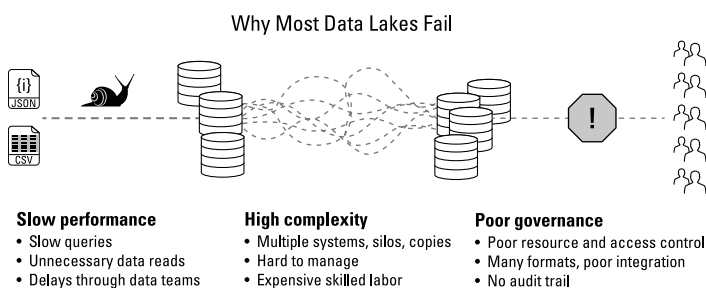 Why Most Data Lakes Fail
{i}
JSON
CSV
!
Slow performance
• Slow queries
• Unnecessary data reads
• Delays through data teams
High complexity
• Multiple systems, silos, copies
• Hard to manage
• Expensive skilled labor
Poor governance
• Poor resource and access control
• Many formats, poor integration
• No audit trail